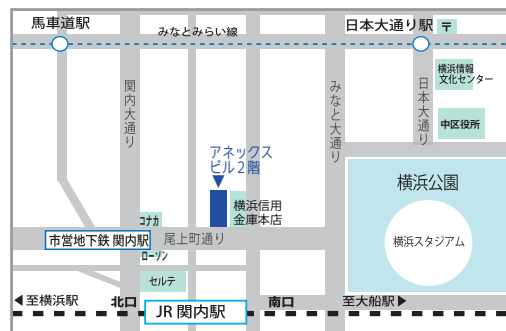 馬車道駅
みなとみらい線
日本大通り駅
〒
横浜情報
文化センター
関内大通り
みなと大通り
日本大通り
中区役所
アネックス
ビル2階
横浜公園
横浜信用
金庫本店
コナカ
市営地下鉄 関内駅
尾上町通り
横浜スタジアム
ローソン
セルテ
◀至横浜駅
北口
JR 関内駅
南口
至大船駅▶